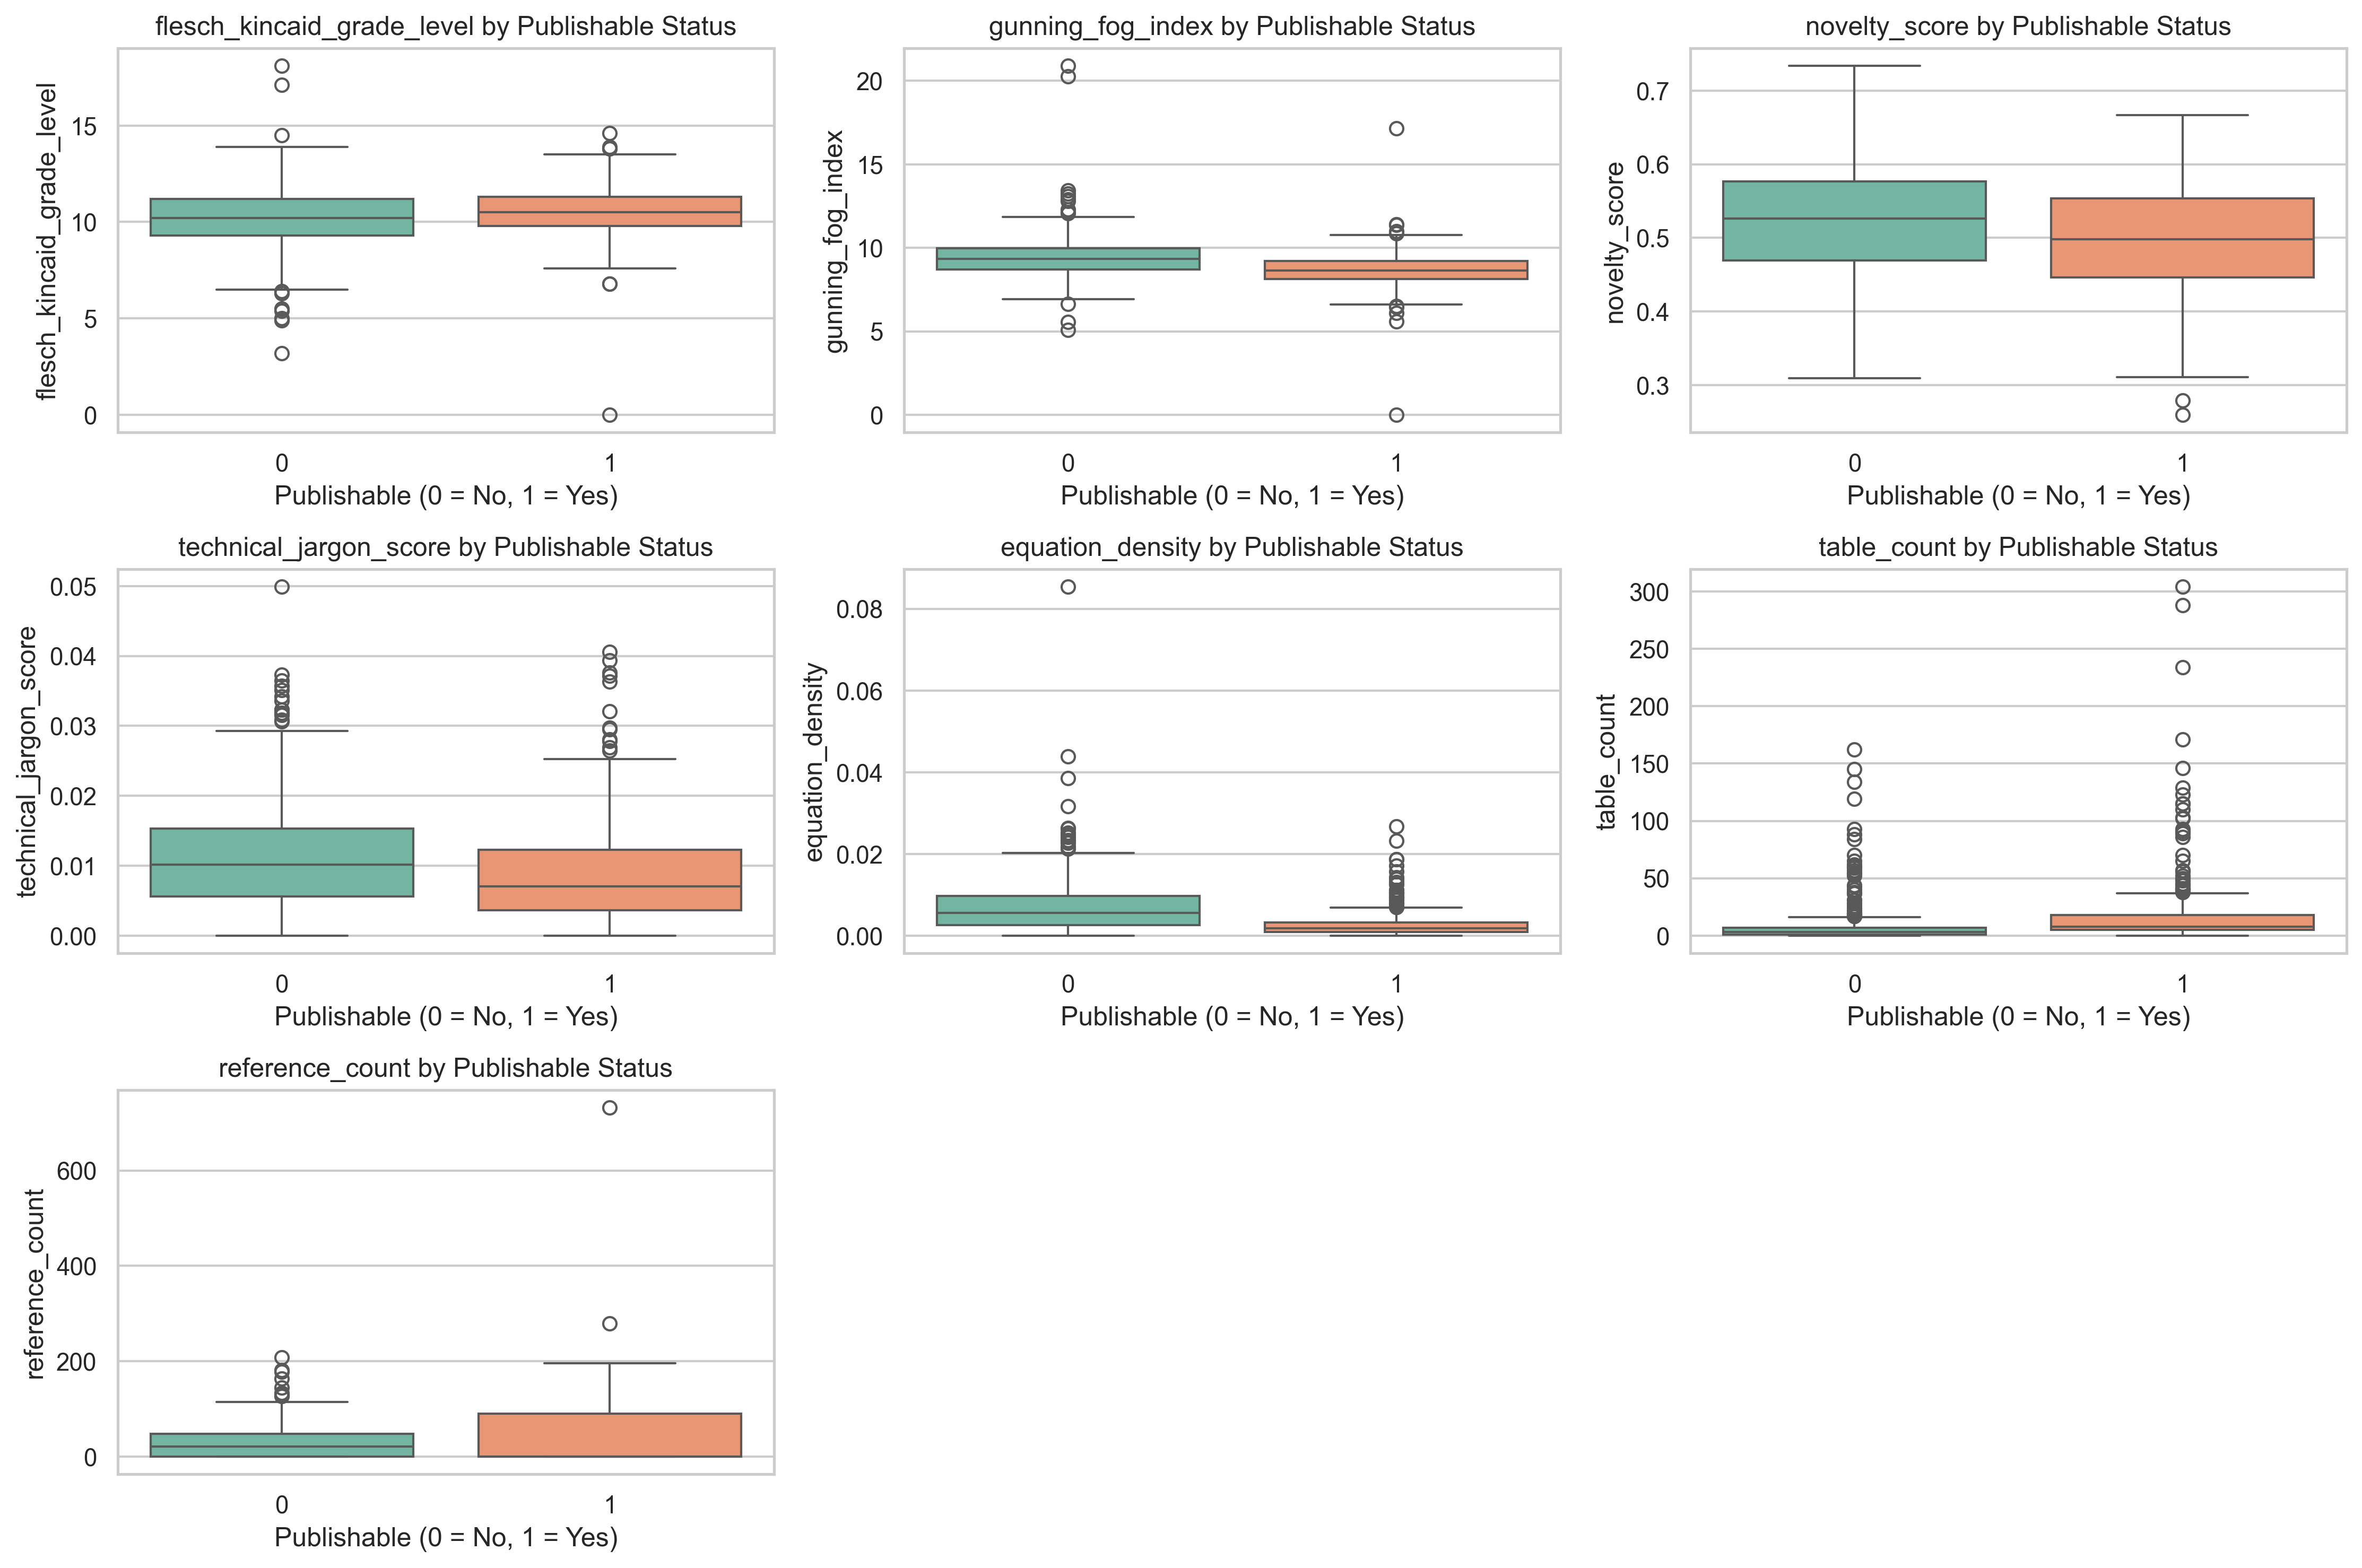 flesch_kincaid_grade_level by Publishable Status
flesch_kincaid_grade_level
15
10
5
0
0
1
Publishable (0 = No, 1 = Yes)
gunning_fog_index by Publishable Status
gunning_fog_index
20
15
10
5
0
0
1
Publishable (0 = No, 1 = Yes)
novelty_score by Publishable Status
novelty_score
0.7
0.6
0.5
0.4
0.3
0
1
Publishable (0 = No, 1 = Yes)
technical_jargon_score by Publishable Status
technical_jargon_score
0.05
0.04
0.03
0.02
0.01
0.00
0
1
Publishable (0 = No, 1 = Yes)
equation_density by Publishable Status
equation_density
0.08
0.06
0.04
0.02
0.00
0
1
Publishable (0 = No, 1 = Yes)
table_count by Publishable Status
table_count
300
250
200
150
100
50
0
0
1
Publishable (0 = No, 1 = Yes)
reference_count by Publishable Status
reference_count
600
400
200
0
0
1
Publishable (0 = No, 1 = Yes)